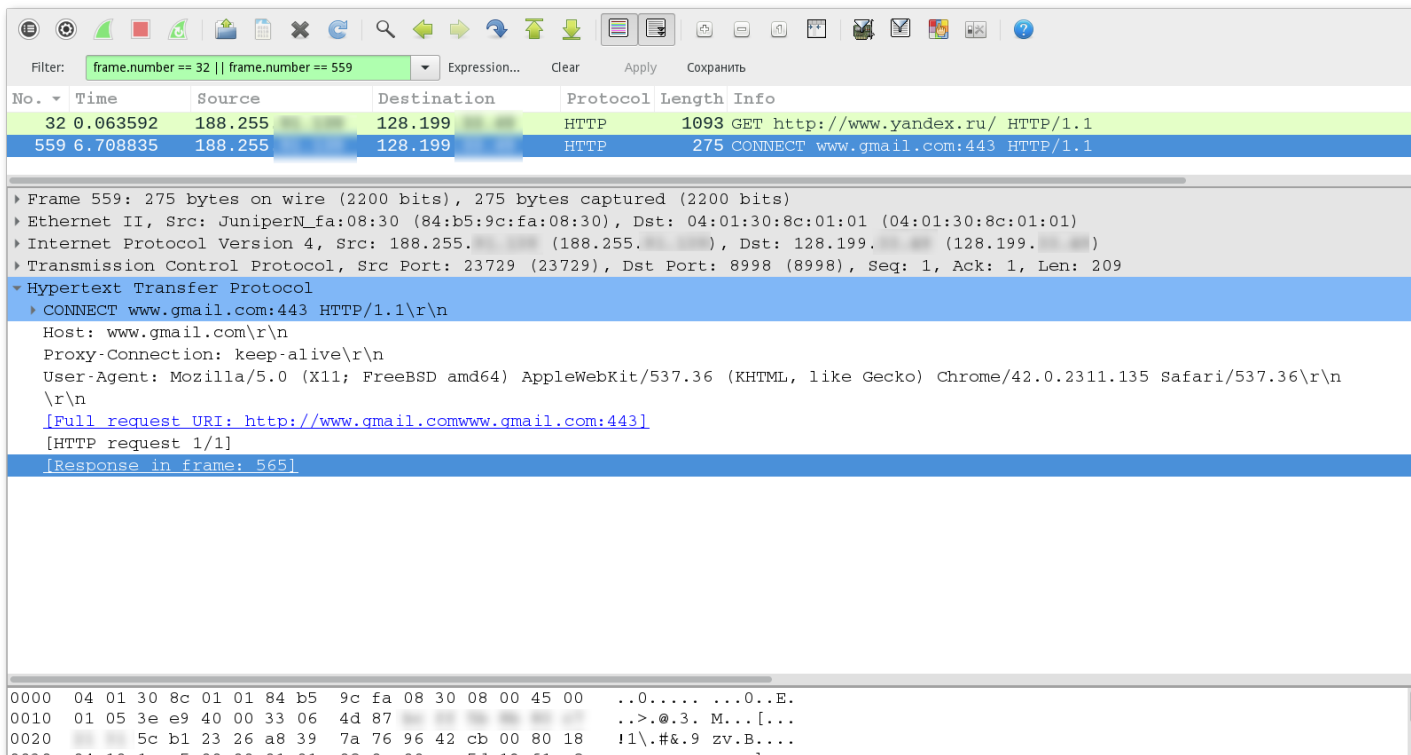 Filter: frame.number == 32 || frame.number == 559 Expression... Clear Apply Сохранить
No. Time Source Destination Protocol Length Info
32 0.063592 188.255 128.199 HTTP 1093 GET http://www.yandex.ru/ HTTP/1.1
559 6.708835 188.255 128.199 HTTP 275 CONNECT www.gmail.com:443 HTTP/1.1
Frame 559: 275 bytes on wire (2200 bits), 275 bytes captured (2200 bits)
Ethernet II, Src: JuniperN_fa:08:30 (84:b5:9c:fa:08:30), Dst: 04:01:30:8c:01:01 (04:01:30:8c:01:01)
Internet Protocol Version 4, Src: 188.255. (188.255. ), Dst: 128.199. (128.199. )
Transmission Control Protocol, Src Port: 23729 (23729), Dst Port: 8998 (8998), Seq: 1, Ack: 1, Len: 209
Hypertext Transfer Protocol
CONNECT www.gmail.com:443 HTTP/1.1\r\n
Host: www.gmail.com\r\n
Proxy-Connection: keep-alive\r\n
User-Agent: Mozilla/5.0 (X11; FreeBSD amd64) AppleWebKit/537.36 (KHTML, like Gecko) Chrome/42.0.2311.135 Safari/537.36\r\n
\r\n
[Full request URI: http://www.gmail.comwww.gmail.com:443]
[HTTP request 1/1]
[Response in frame: 565]
0000 04 01 30 8c 01 01 84 b5 9c fa 08 30 08 00 45 00 ..0..... ...0..E.
0010 01 05 3e e9 40 00 33 06 4d 87 ..>.@.3. M...[...
0020 5c b1 23 26 a8 39 7a 76 96 42 cb 00 80 18 !1\.#&.9 zv.B....